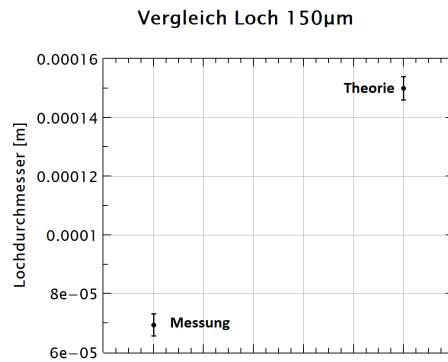 Vergleich Loch 150µm
0.00016
Theorie
0.00014
0.00012
Lochdurchmesser [m]
0.0001
8e−05
Messung
6e−05